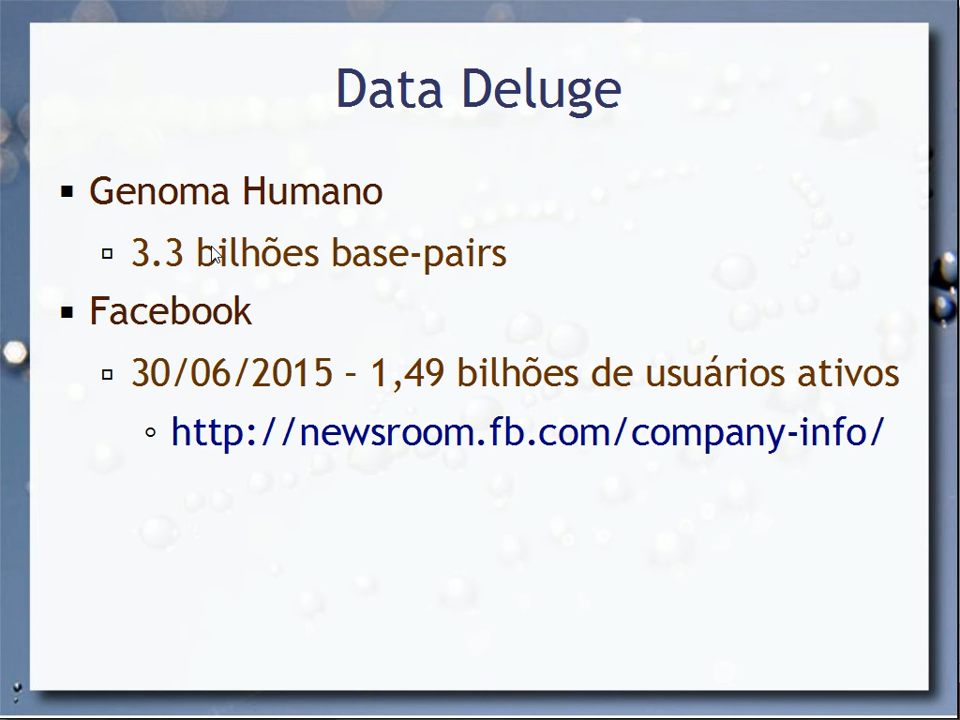 Data Deluge
Genoma Humano
3.3 bilhões base-pairs
Facebook
30/06/2015 – 1,49 bilhões de usuários ativos
http://newsroom.fb.com/company-info/